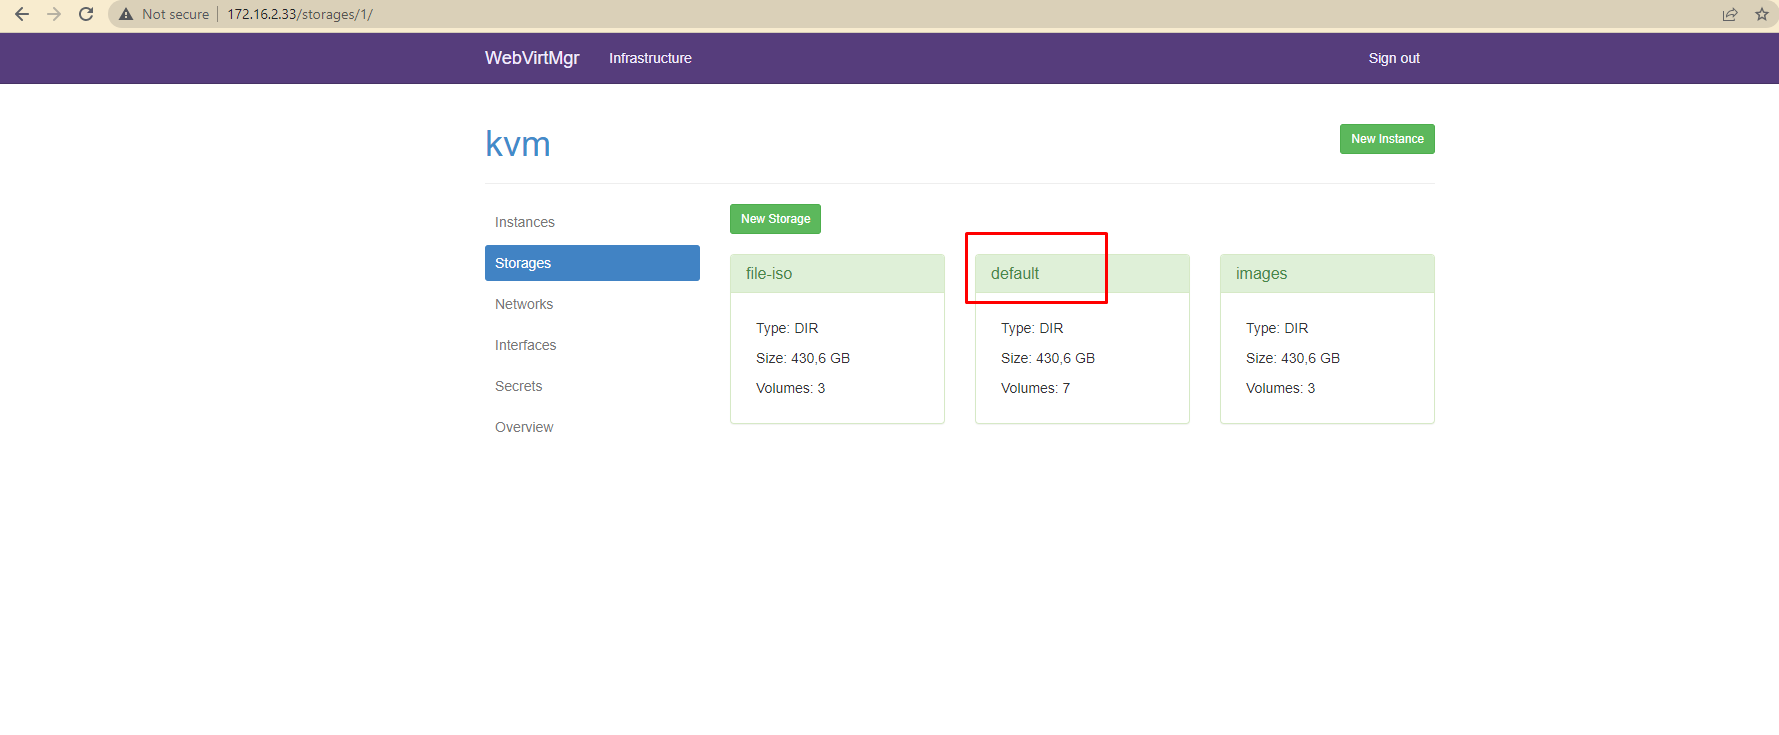 Not secure 172.16.2.33/storages/1/
WebVirtMgr Infrastructure Sign out
kvm
New Instance
Instances
Storages
Networks
Interfaces
Secrets
Overview
New Storage
file-iso
Type: DIR
Size: 430,6 GB
Volumes: 3
default
Type: DIR
Size: 430,6 GB
Volumes: 7
images
Type: DIR
Size: 430,6 GB
Volumes: 3